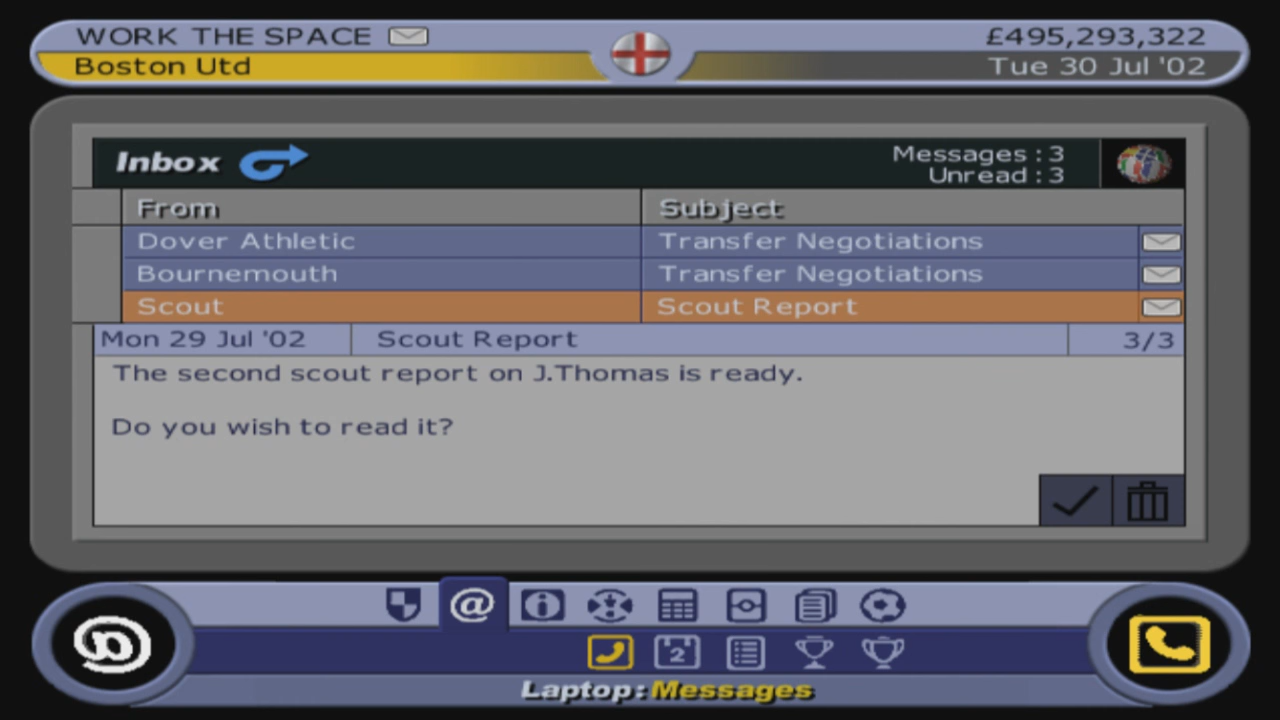 WORK THE SPACE
£495,293,322
Boston Utd
Tue 30 Jul '02
Inbox
Messages : 3
Unread : 3
From Subject
Dover Athletic Transfer Negotiations
Bournemouth Transfer Negotiations
Scout Scout Report
Mon 29 Jul '02 Scout Report 3/3
The second scout report on J.Thomas is ready.
Do you wish to read it?
@
2
Laptop:Messages